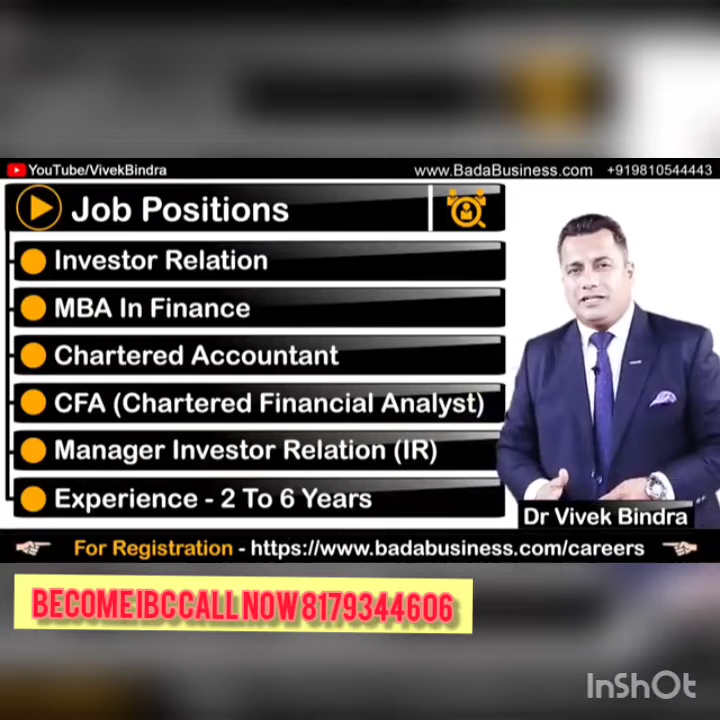 YouTube/VivekBindra
www.BadaBusiness.com +919810544443
Job Positions
Investor Relation
MBA In Finance
Chartered Accountant
CFA (Chartered Financial Analyst)
Manager Investor Relation (IR)
Experience - 2 To 6 Years
Dr Vivek Bindra
For Registration - https://www.badabusiness.com/careers
BECOME IBC CALL NOW 8179344606
InShOt